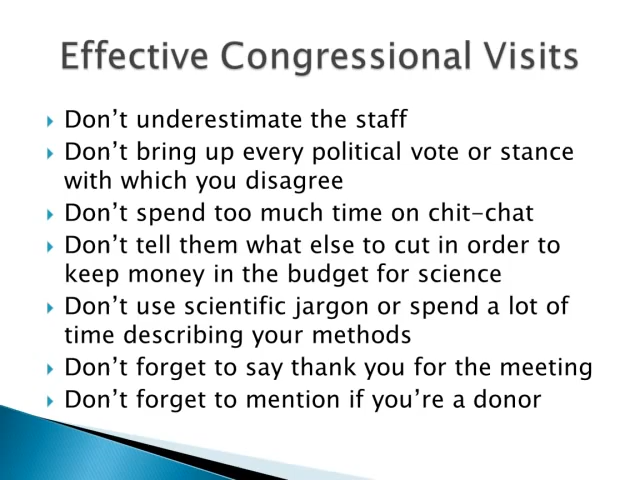 Effective Congressional Visits
Don’t underestimate the staff
Don’t bring up every political vote or stance
with which you disagree
Don’t spend too much time on chit-chat
Don’t tell them what else to cut in order to
keep money in the budget for science
Don’t use scientific jargon or spend a lot of
time describing your methods
Don’t forget to say thank you for the meeting
Don’t forget to mention if you’re a donor